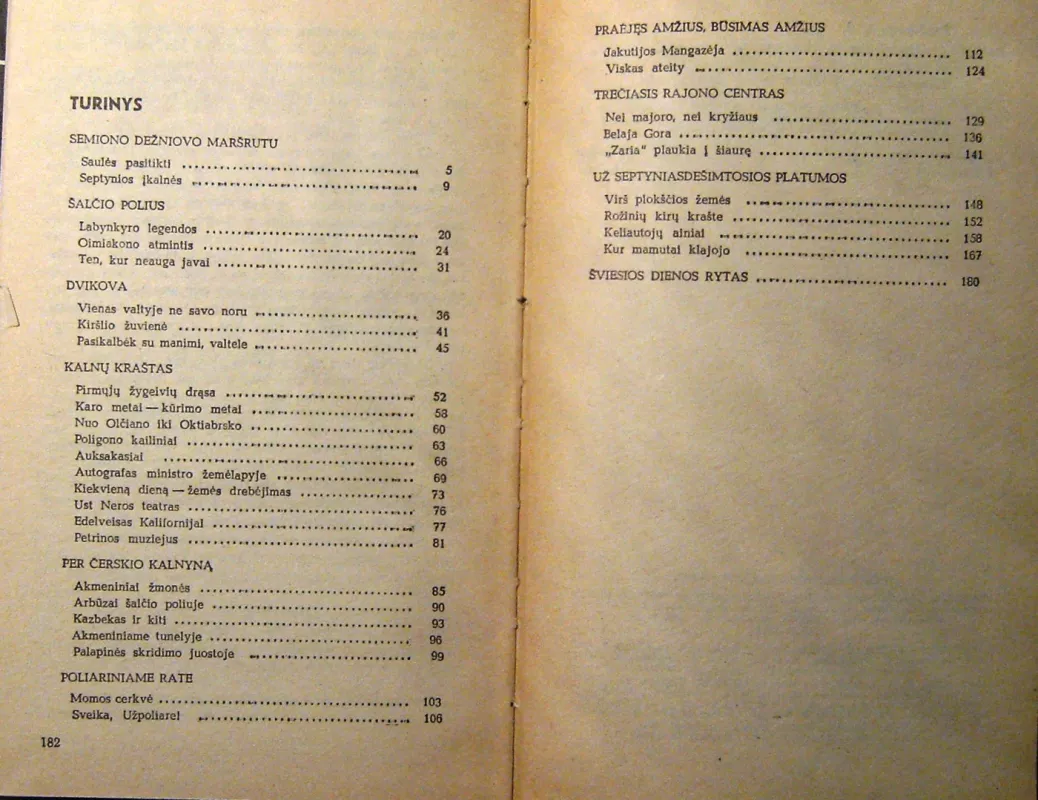 TURINYS
SEMIONO DEŽNIOVO MARŠRUTU
Saulės pasitikti 5
Septynios įkalnės 9
ŠALČIO POLIUS
Labynkyro legendos 20
Oimiakono atmintis 24
Ten, kur neauga javai 31
DVIKOVA
Vienas valtyje ne savo noru 36
Kiršlio žuvienė 41
Pasikalbėk su manimi, valtele 45
KALNŲ KRAŠTAS
Pirmųjų žygeivių drąsa 52
Karo metai — kūrimo metai 58
Nuo Olčiano iki Oktiabrsko 60
Poligono kailiniai 63
Auksakasiai 66
Autografas ministro žemėlapyje 69
Kiekvieną dieną — žemės drebėjimas 73
Ust Neros teatras 76
Edelveisas Kalifornijai 77
Petrinos muziejus 81
PER ČERSKIO KALNYNĄ
Akmeniniai žmonės 85
Arbūzai šalčio poliuje 90
Kazbekas ir kiti 93
Akmeniniame tunelyje 96
Palapinės skridimo juostoje 99
POLIARINIAME RATE
Momos cerkvė 103
Sveika, Užpoliare! 106
182
PRAĖJĘS AMŽIUS, BŪSIMAS AMŽIUS
Jakutijos Mangazėja 112
Viskas ateity 124
TREČIASIS RAJONO CENTRAS
Nei majoro, nei kryžiaus 129
Belaja Gora 136
„Zaria“ plaukia į šiaurę 141
UŽ SEPTYNIASDEŠIMTOSIOS PLATUMOS
Virš plokščios žemės 148
Rožinių kirų krašte 152
Keliautojų alniai 158
Kur mamutai klajojo 167
ŠVIESIOS DIENOS RYTAS 180